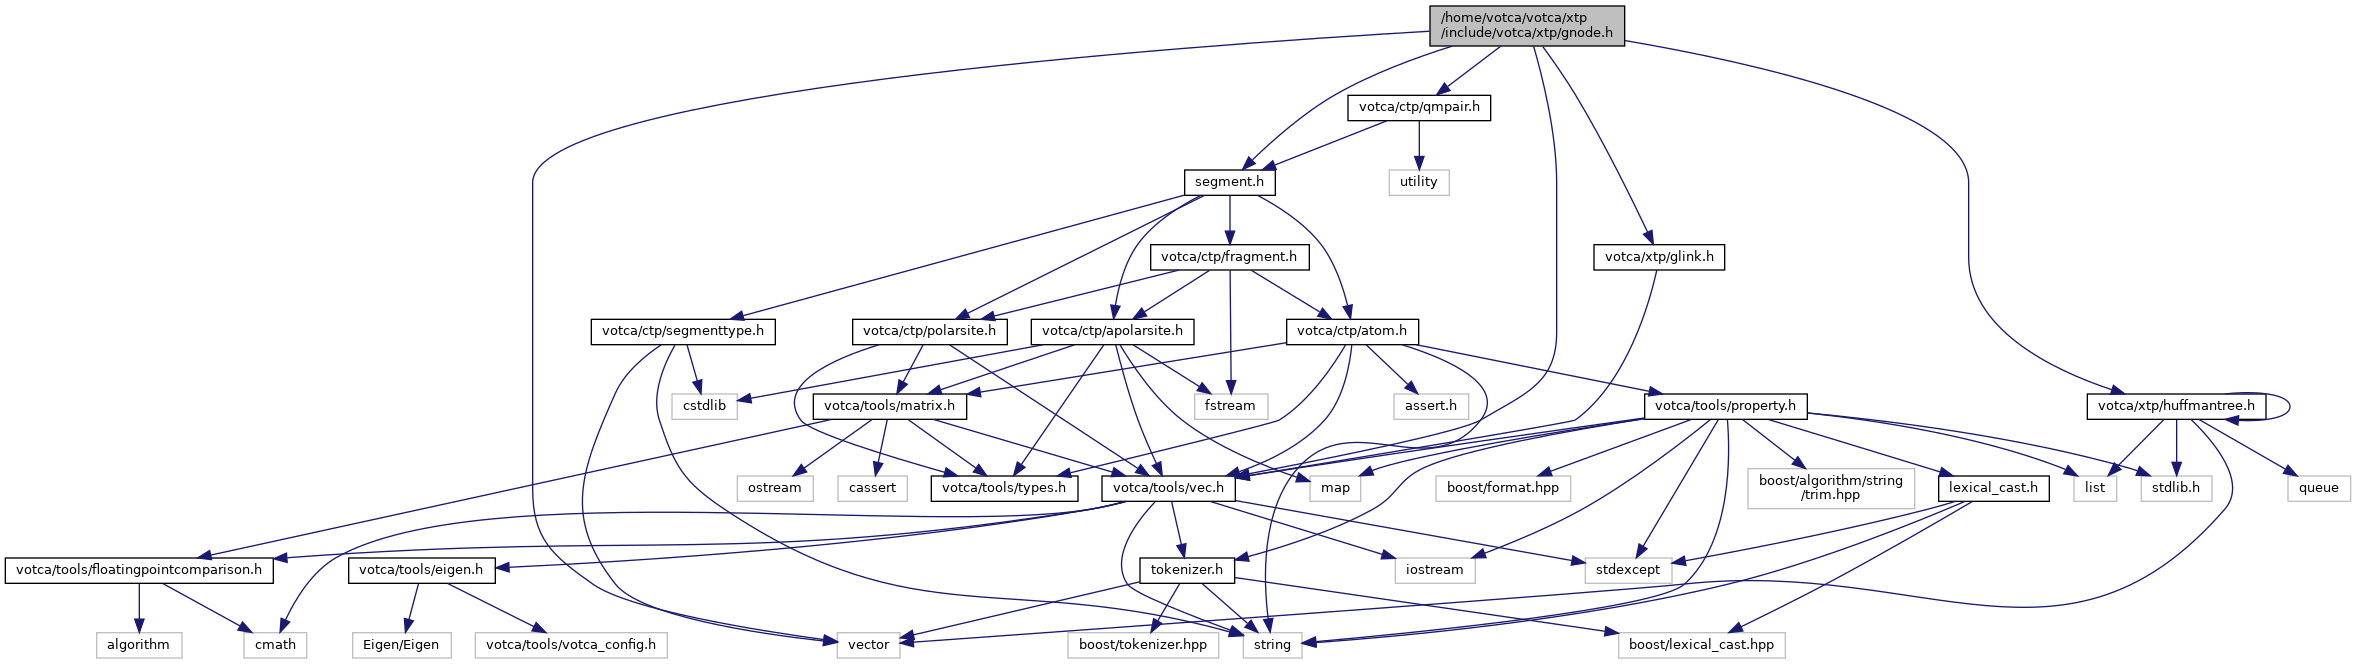 /home/votca/votca/xtp
/include/votca/xtp/gnode.h
votca/ctp/qmpair.h
segment.h
utility
votca/ctp/fragment.h
votca/xtp/glink.h
votca/ctp/segmenttype.h
votca/ctp/polarsite.h
votca/ctp/apolarsite.h
votca/ctp/atom.h
cstdlib
votca/tools/matrix.h
fstream
assert.h
votca/tools/property.h
votca/xtp/huffmantree.h
ostream
cassert
votca/tools/types.h
votca/tools/vec.h
map
boost/format.hpp
boost/algorithm/string
/trim.hpp
lexical_cast.h
list
stdlib.h
queue
votca/tools/floatingpointcomparison.h
votca/tools/eigen.h
tokenizer.h
iostream
stdexcept
algorithm
cmath
Eigen/Eigen
votca/tools/votca_config.h
vector
boost/tokenizer.hpp
string
boost/lexical_cast.hpp